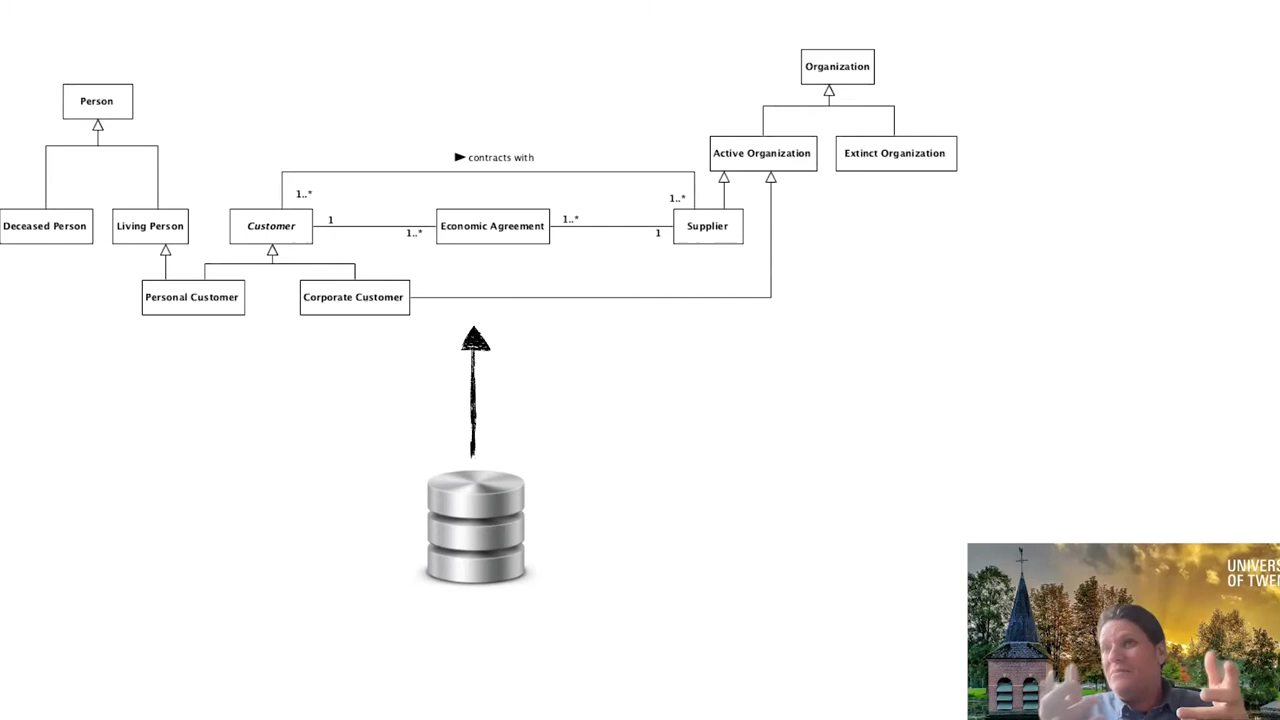 Organization
Person
Active Organization
Extinct Organization
▶ contracts with
1..*
1..*
Deceased Person
Living Person
Customer
1
1..*
Economic Agreement
1..*
1
Supplier
Personal Customer
Corporate Customer
UNIVERS
OF TWEN